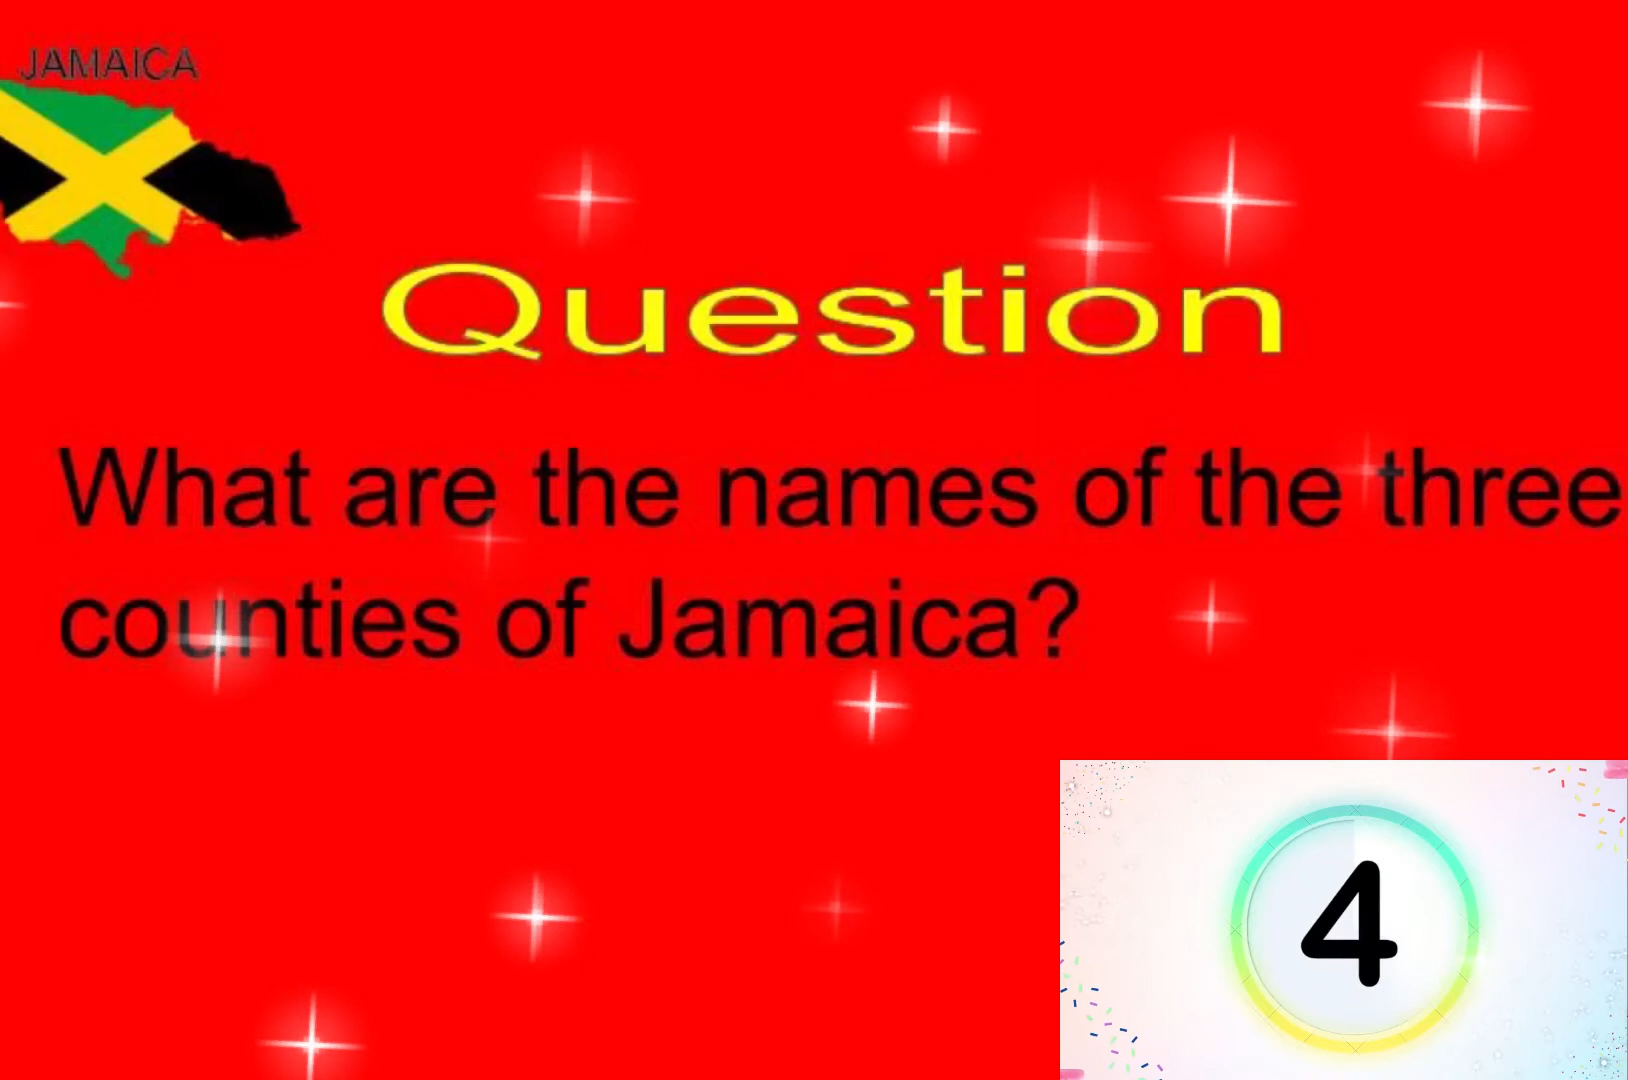 JAMAICA
Question
What are the names of the three
counties of Jamaica?
4